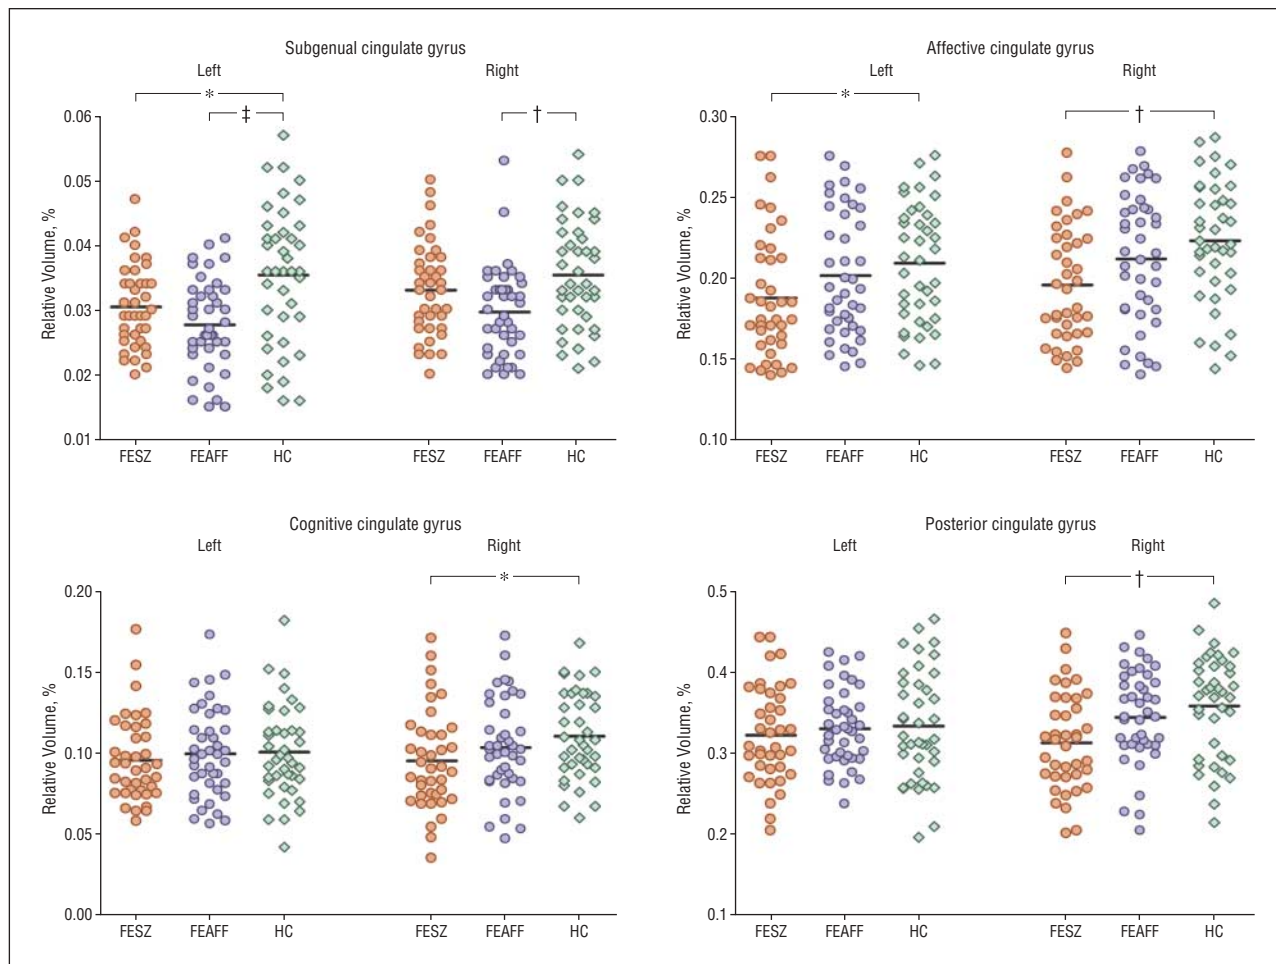 Subgenual cingulate gyrus
Left
Right
*
‡
†
Relative Volume, %
0.06
0.05
0.04
0.03
0.02
0.01
FESZ
FEAFF
HC
FESZ
FEAFF
HC
Affective cingulate gyrus
Left
Right
*
†
Relative Volume, %
0.30
0.25
0.20
0.15
0.10
FESZ
FEAFF
HC
FESZ
FEAFF
HC
Cognitive cingulate gyrus
Left
Right
*
Relative Volume, %
0.20
0.15
0.10
0.05
0.00
FESZ
FEAFF
HC
FESZ
FEAFF
HC
Posterior cingulate gyrus
Left
Right
†
Relative Volume, %
0.5
0.4
0.3
0.2
0.1
FESZ
FEAFF
HC
FESZ
FEAFF
HC